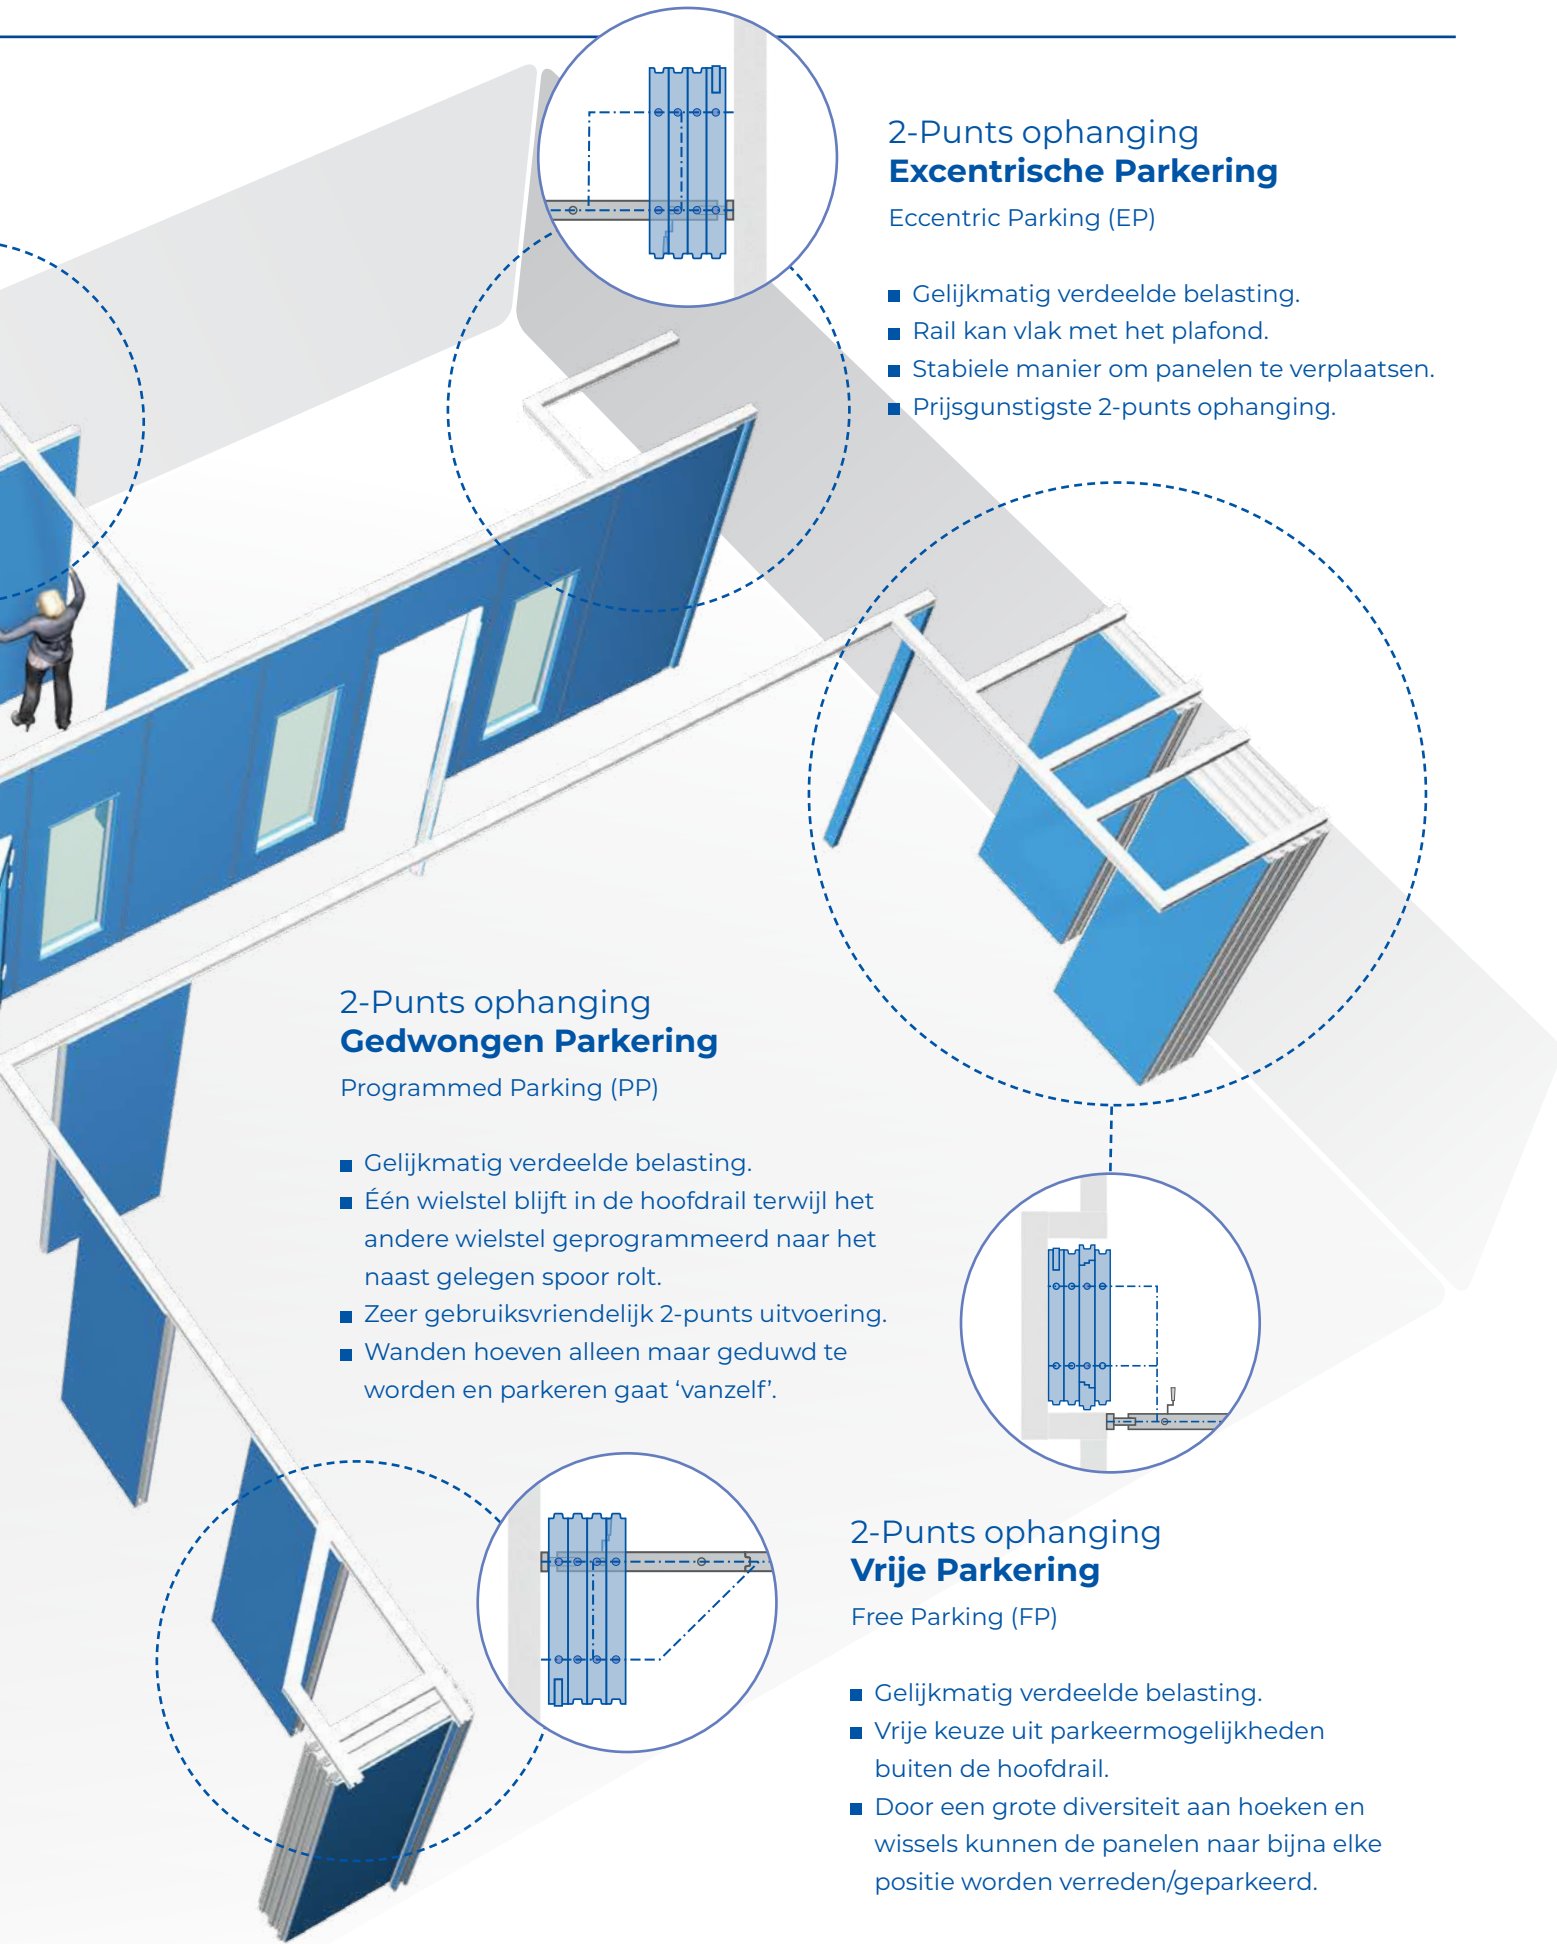 2-Punts ophanging
Excentrische Parkering
Eccentric Parking (EP)
Gelijkmatig verdeelde belasting.
Rail kan vlak met het plafond.
Stabiele manier om panelen te verplaatsen.
Prijsgunstigste 2-punts ophanging.
2-Punts ophanging
Gedwongen Parkering
Programmed Parking (PP)
Gelijkmatig verdeelde belasting.
Één wielstel blijft in de hoofdrail terwijl het
andere wielstel geprogrammeerd naar het
naast gelegen spoor rolt.
Zeer gebruiksvriendelijk 2-punts uitvoering.
Wanden hoeven alleen maar geduwd te
worden en parkeren gaat ‘vanzelf’.
2-Punts ophanging
Vrije Parkering
Free Parking (FP)
Gelijkmatig verdeelde belasting.
Vrije keuze uit parkeermogelijkheden
buiten de hoofdrail.
Door een grote diversiteit aan hoeken en
wissels kunnen de panelen naar bijna elke
positie worden verreden/geparkeerd.